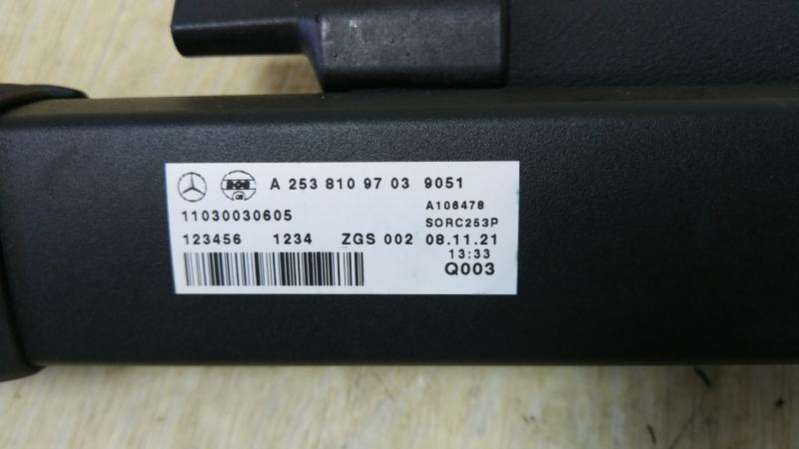 A 253 810 97 03 9051
11030030605 A106478
SORC253P
123456 1234 ZGS 002 08.11.21
13:33
Q003